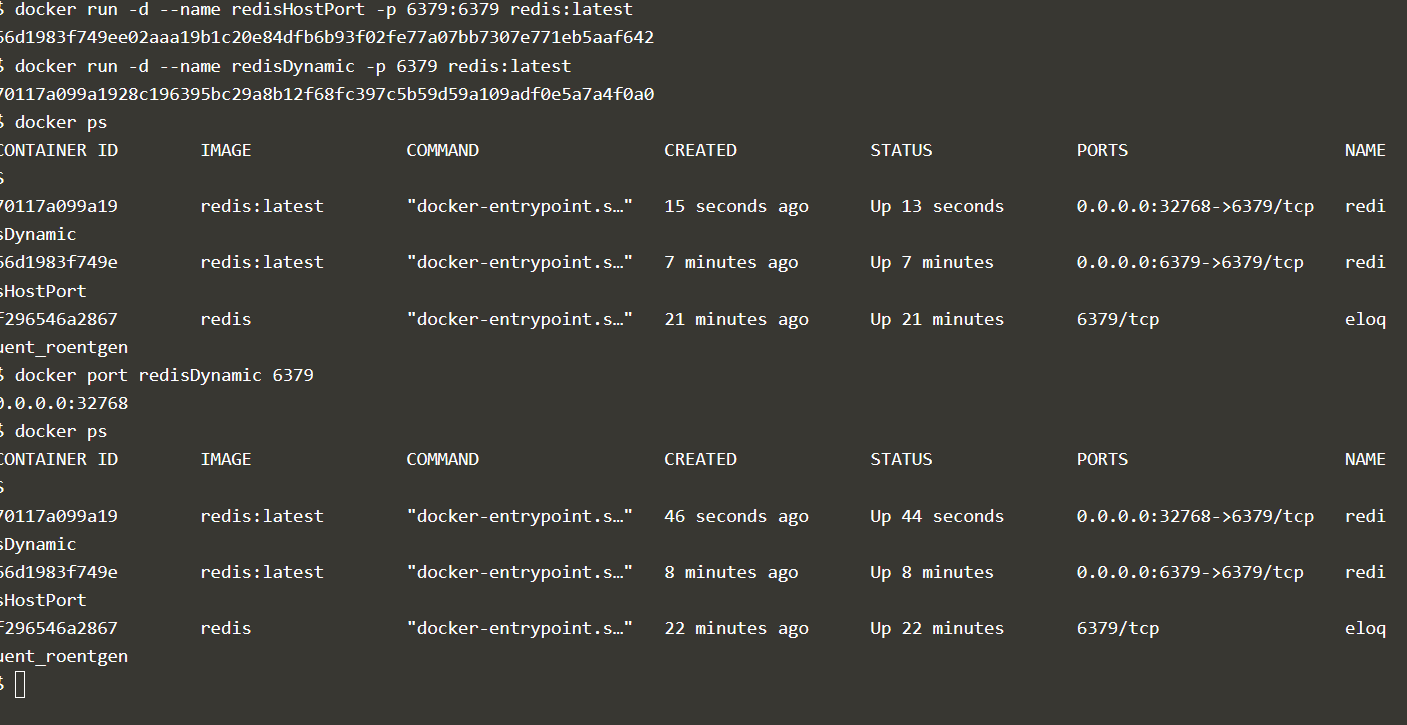 $ docker run -d --name redisHostPort -p 6379:6379 redis:latest
66d1983f749ee02aaa19b1c20e84dfb6b93f02fe77a07bb7307e771eb5aaf642
$ docker run -d --name redisDynamic -p 6379 redis:latest
70117a099a1928c196395bc29a8b12f68fc397c5b59d59a109adf0e5a7a4f0a0
$ docker ps
CONTAINER ID IMAGE COMMAND CREATED STATUS PORTS NAME
S
70117a099a19 redis:latest "docker-entrypoint.s…" 15 seconds ago Up 13 seconds 0.0.0.0:32768->6379/tcp redi
sDynamic
66d1983f749e redis:latest "docker-entrypoint.s…" 7 minutes ago Up 7 minutes 0.0.0.0:6379->6379/tcp redi
sHostPort
f296546a2867 redis "docker-entrypoint.s…" 21 minutes ago Up 21 minutes 6379/tcp eloq
uent_roentgen
$ docker port redisDynamic 6379
0.0.0.0:32768
$ docker ps
CONTAINER ID IMAGE COMMAND CREATED STATUS PORTS NAME
S
70117a099a19 redis:latest "docker-entrypoint.s…" 46 seconds ago Up 44 seconds 0.0.0.0:32768->6379/tcp redi
sDynamic
66d1983f749e redis:latest "docker-entrypoint.s…" 8 minutes ago Up 8 minutes 0.0.0.0:6379->6379/tcp redi
sHostPort
f296546a2867 redis "docker-entrypoint.s…" 22 minutes ago Up 22 minutes 6379/tcp eloq
uent_roentgen
$